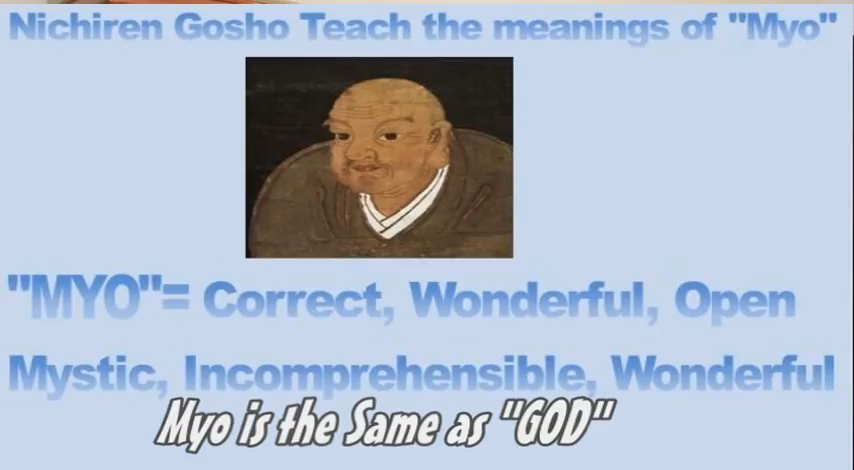 Nichiren Gosho Teach the meanings of "Myo"
"MYO"= Correct, Wonderful, Open
Mystic, Incomprehensible, Wonderful
Myo is the Same as "GOD"